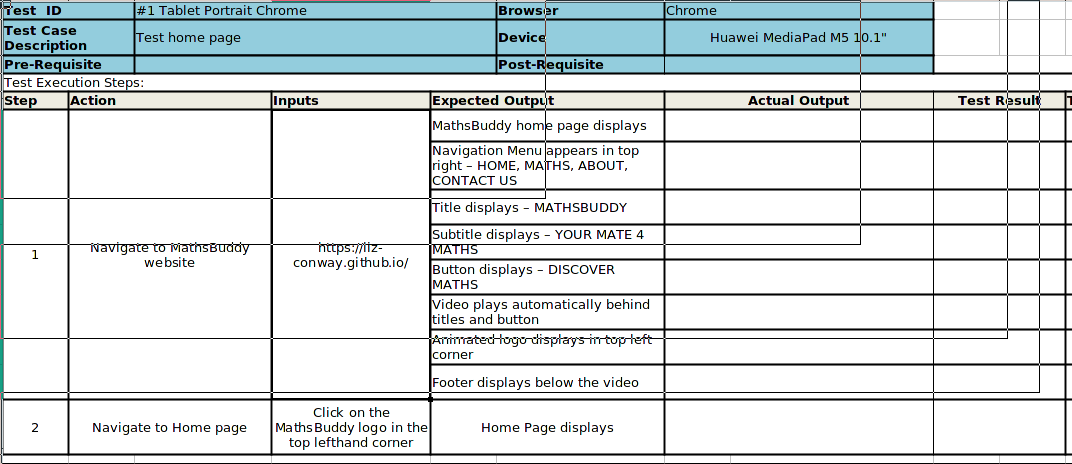 Test ID #1 Tablet Portrait Chrome Browser Chrome
Test Case
Description Test home page Device Huawei MediaPad M5 10.1"
Pre-Requisite Post-Requisite
Test Execution Steps:
Step Action Inputs Expected Output Actual Output Test Result
1
Navigate to MathsBuddy
website
https://liz-
conway.github.io/
MathsBuddy home page displays
Navigation Menu appears in top
right – HOME, MATHS, ABOUT,
CONTACT US
Title displays – MATHSBUDDY
Subtitle displays – YOUR MATE 4
MATHS
Button displays – DISCOVER
MATHS
Video plays automatically behind
titles and button
Animated logo displays in top left
corner
Footer displays below the video
2
Navigate to Home page
Click on the
MathsBuddy logo in the
top lefthand corner
Home Page displays